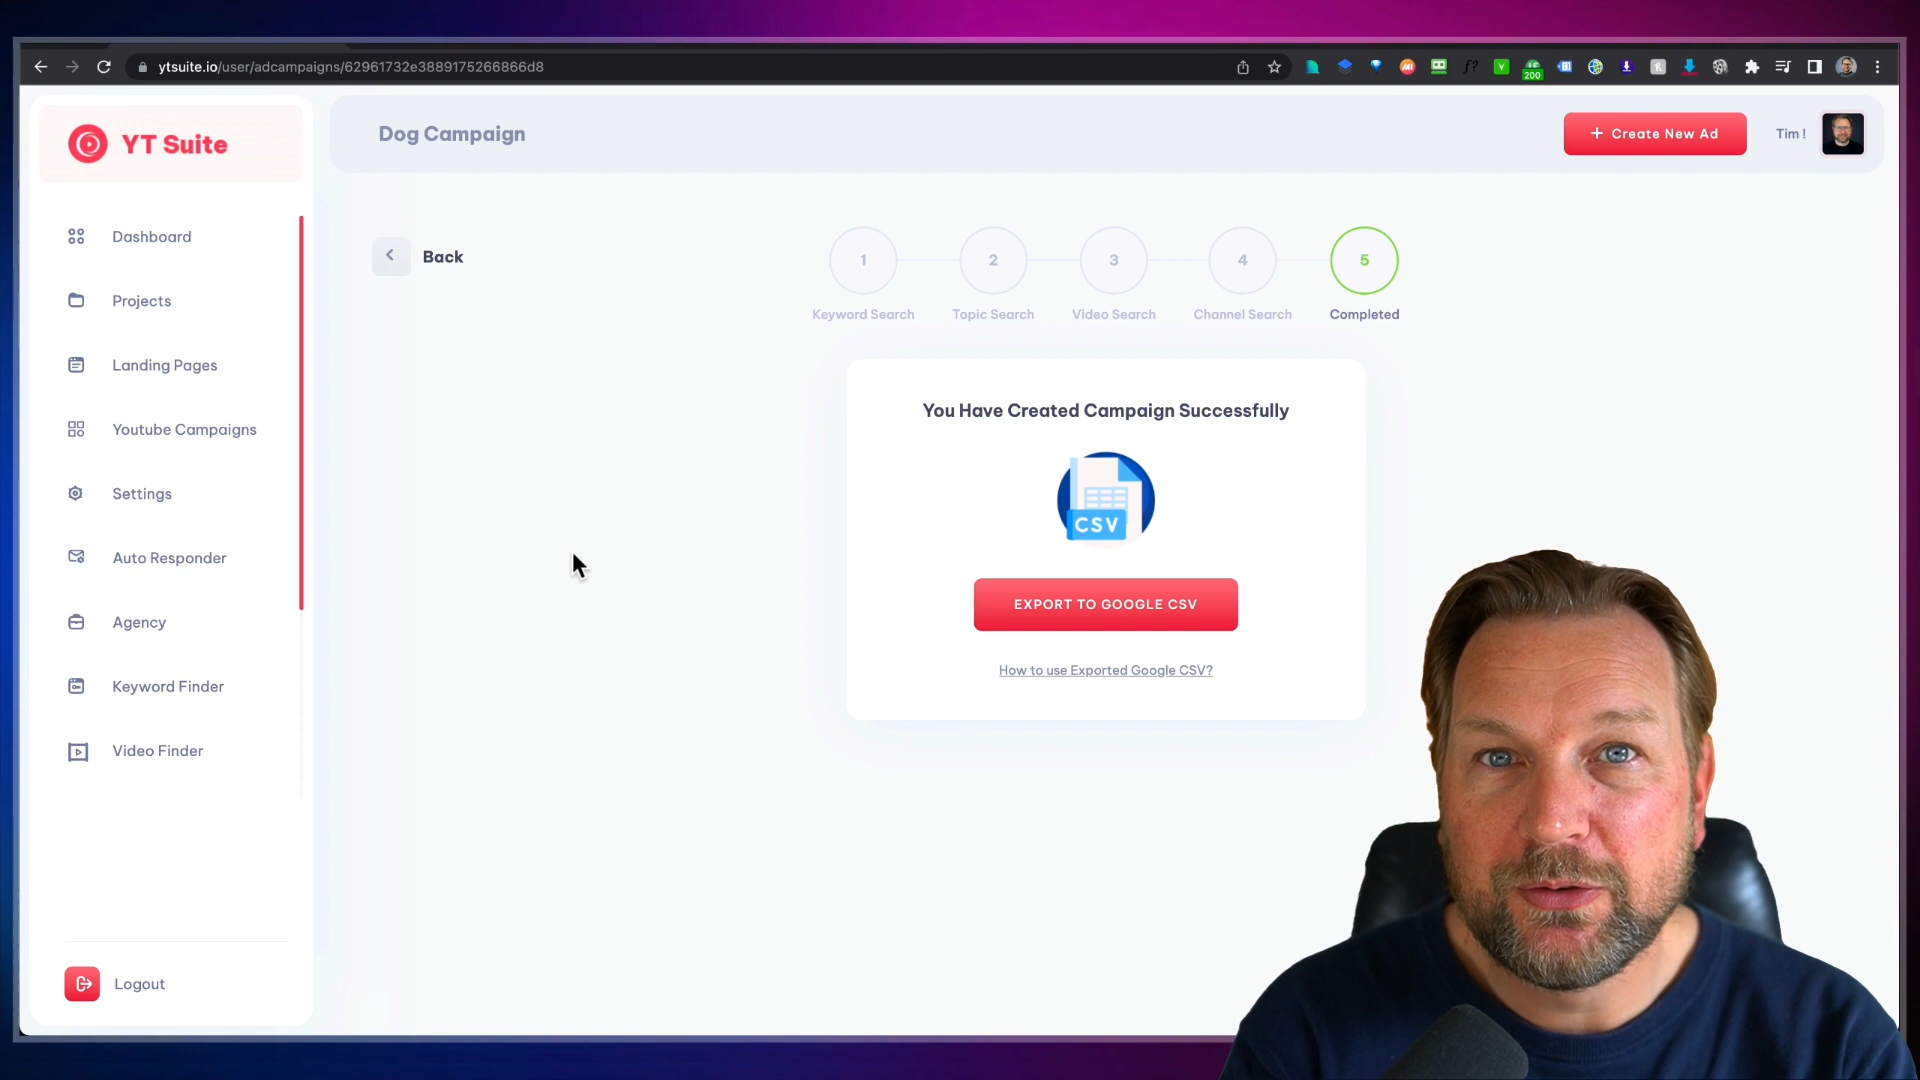 ytsuite.io/user/adcampaigns/62961732e3889175266866d8
200
YT Suite
Dog Campaign
+ Create New Ad
Tim !
Dashboard
Projects
Landing Pages
Youtube Campaigns
Settings
Auto Responder
Agency
Keyword Finder
Video Finder
Logout
Back
1
2
3
4
5
Keyword Search
Topic Search
Video Search
Channel Search
Completed
You Have Created Campaign Successfully
CSV
EXPORT TO GOOGLE CSV
How to use Exported Google CSV?